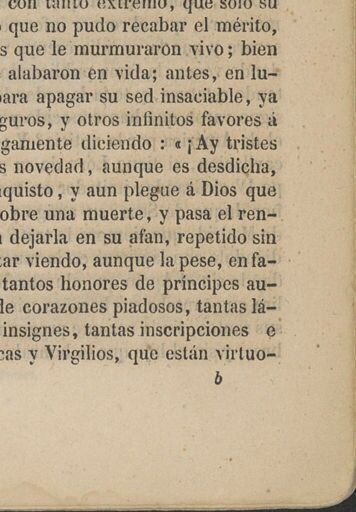 con tanto extremo, que solo su
que no pudo recabar el mérito,
s que le murmuraron vivo; bien
alabaron en vida; antes, en lu-
para apagar su sed insaciable, ya
guros, y otros infinitos favores á
gamente diciendo : «¡Ay tristes
s novedad, aunque es desdicha,
quisto, y aun plegue á Dios que
obre una muerte, y pasa el ren-
dejarla en su afan, repetido sin
tar viendo, aunque la pese, en fa-
tantos honores de príncipes au-
de corazones piadosos, tantas lá-
insignes, tantas inscripciones e
cas y Virgilios, que están virtuo-
b